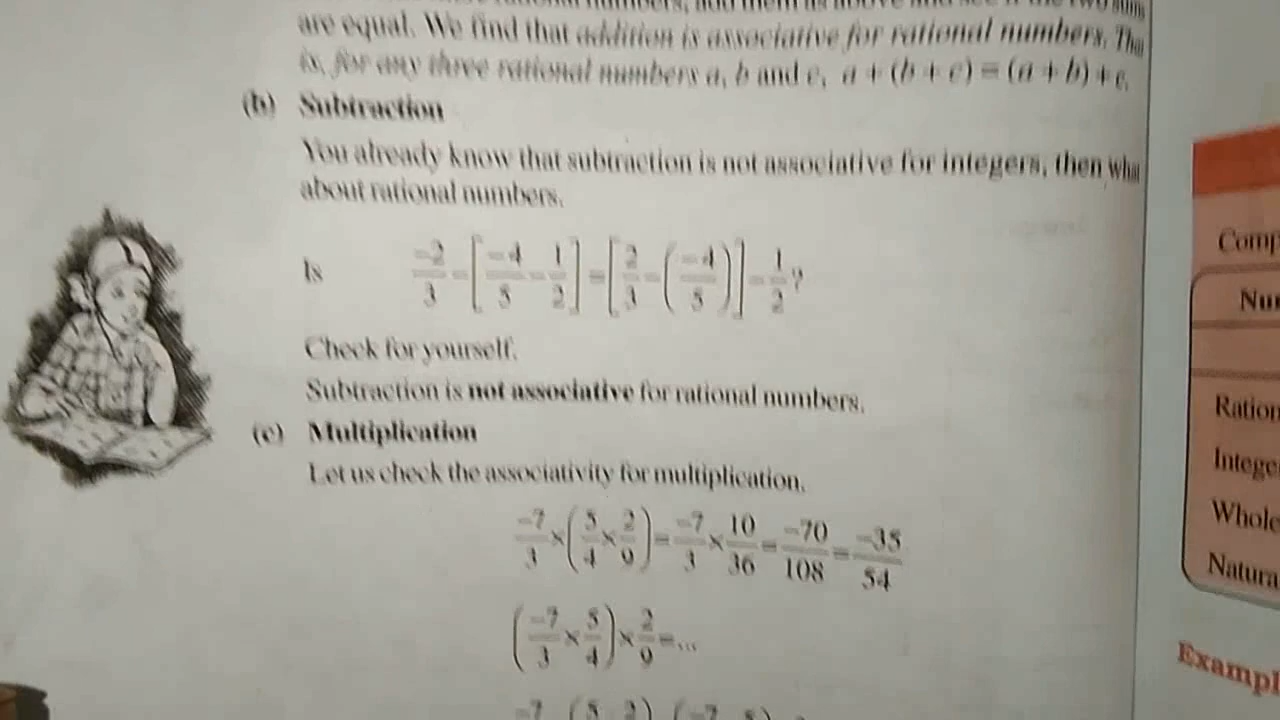 are equal. We find that addition is associative for rational numbers. That
is, for any three rational numbers a, b and c, a + (b + c) = (a + b) + c.
(b) Subtraction
You already know that subtraction is not associative for integers, then what
about rational numbers.
Is -2/3 - [-4/5 - 1/2] = [2/3 - (-4/5)] - 1/2 ?
Check for yourself.
Subtraction is not associative for rational numbers.
(c) Multiplication
Let us check the associativity for multiplication.
-7/3 × (5/4 × 2/9) = -7/3 × 10/36 = -70/108 = -35/54
(-7/3 × 5/4) × 2/9 = ...
Comp
Nu
Ration
Intege
Whole
Natura
Exampl